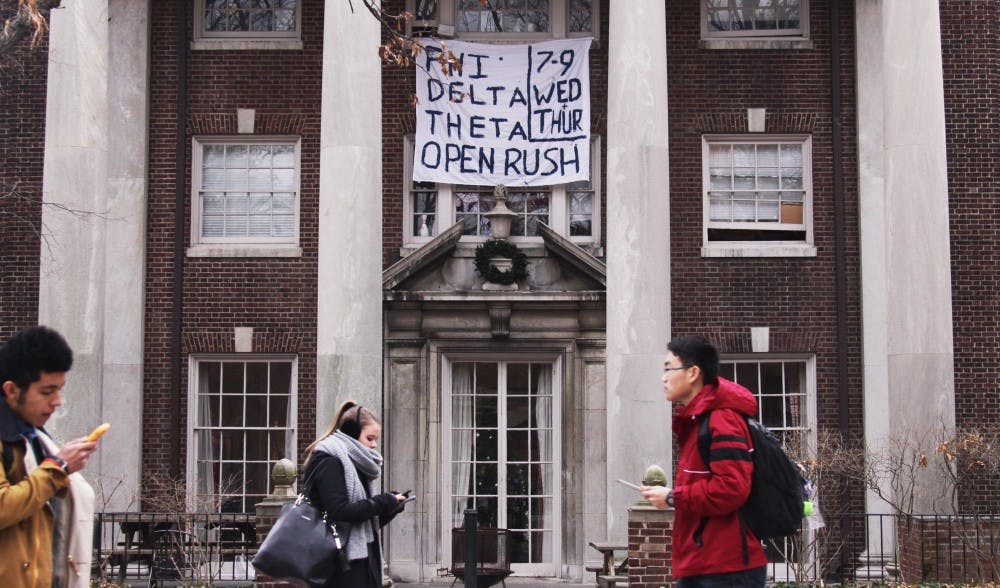 PHI
DELTA
THETA
7-9
WED
+
THUR
OPEN RUSH